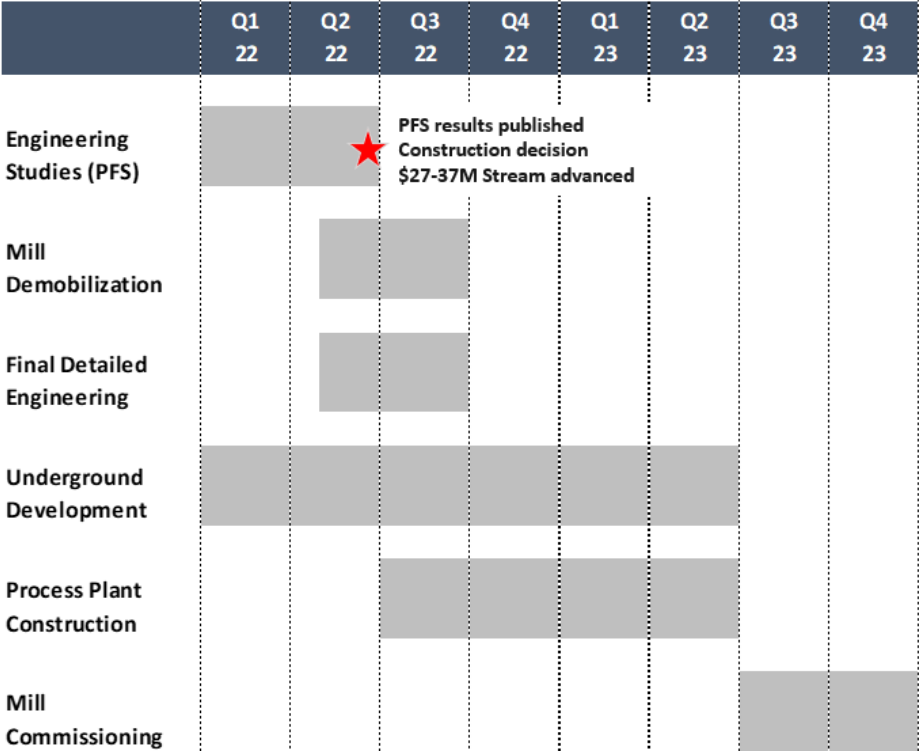 Q1 Q2 Q3 Q4 Q1 Q2 Q3 Q4
22 22 22 22 23 23 23 23
Engineering
Studies (PFS)
PFS results published
Construction decision
$27-37M Stream advanced
Mill
Demobilization
Final Detailed
Engineering
Underground
Development
Process Plant
Construction
Mill
Commissioning